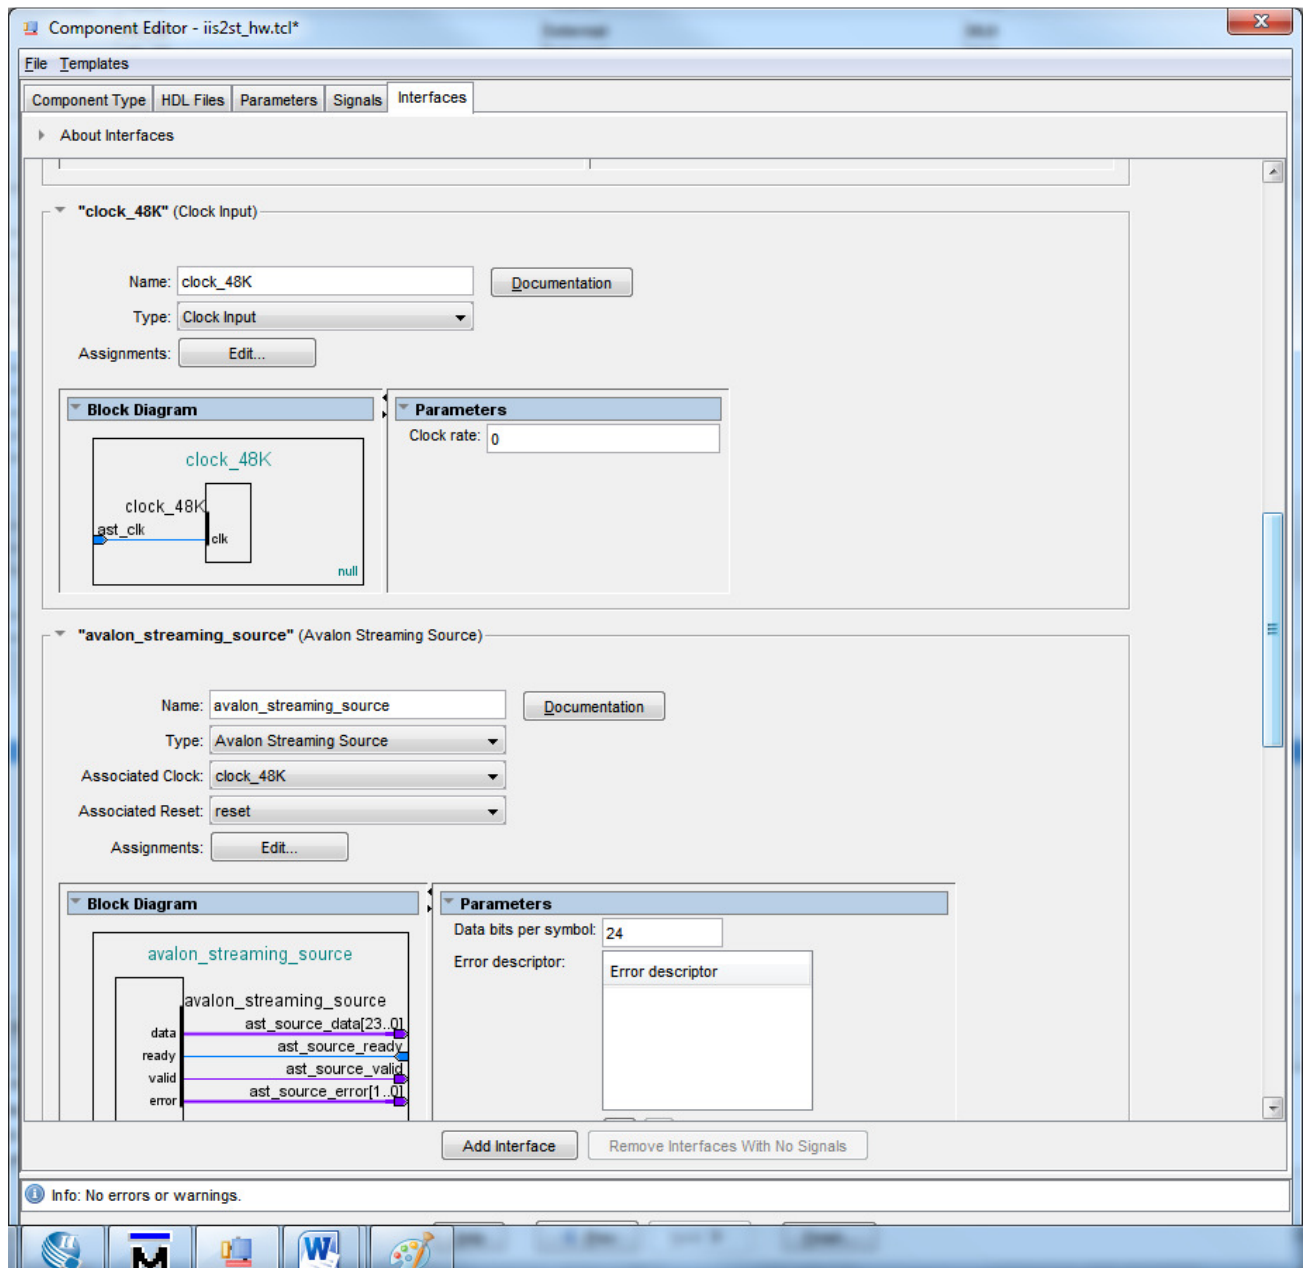 Component Editor - iis2st_hw.tcl*
File Templates
Component Type HDL Files Parameters Signals Interfaces
About Interfaces
"clock_48K" (Clock Input)
Name: clock_48K Documentation
Type: Clock Input
Assignments: Edit...
Block Diagram Parameters
Clock rate: 0
clock_48K
clock_48K
ast_clk
clk
null
"avalon_streaming_source" (Avalon Streaming Source)
Name: avalon_streaming_source Documentation
Type: Avalon Streaming Source
Associated Clock: clock_48K
Associated Reset: reset
Assignments: Edit...
Block Diagram Parameters
Data bits per symbol: 24
Error descriptor: Error descriptor
avalon_streaming_source
avalon_streaming_source
data ast_source_data[23..0]
ready ast_source_ready
valid ast_source_valid
error ast_source_error[1..0]
Add Interface Remove Interfaces With No Signals
Info: No errors or warnings.